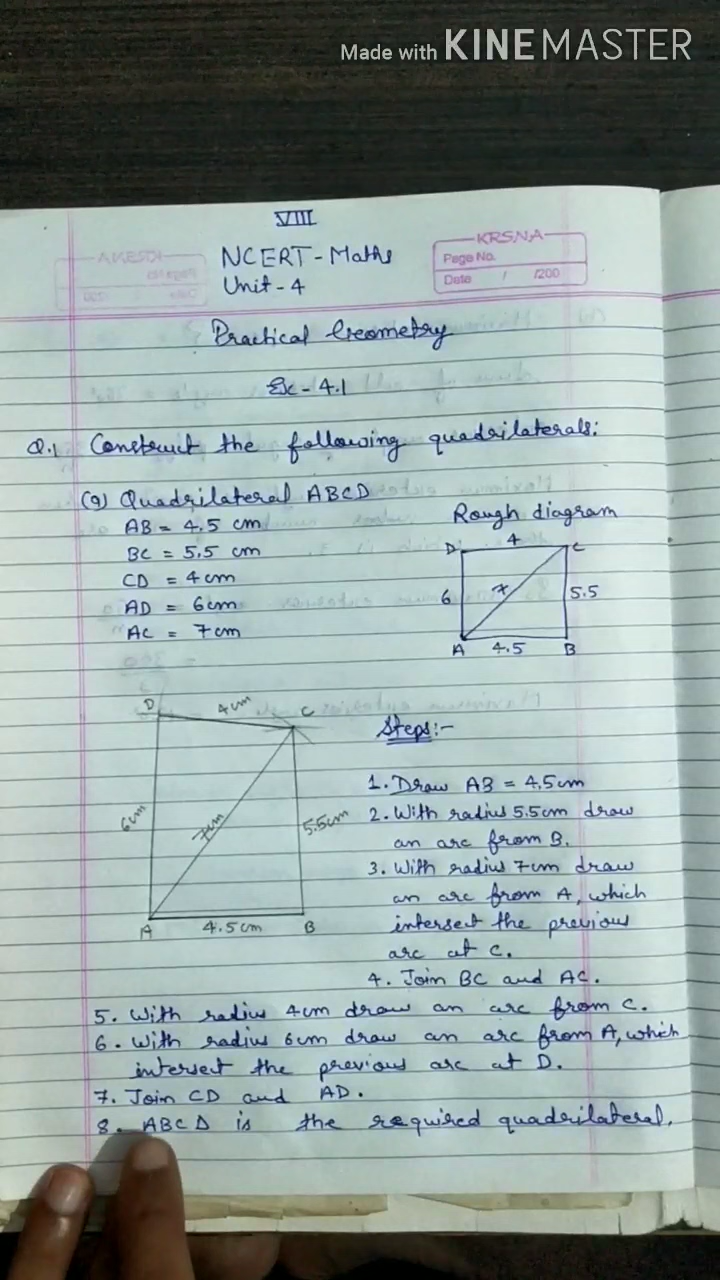 Made with KINEMASTER
VIII
NCERT-Maths
Unit-4
KRSNA
Page No.
Date / /200
Practical Geometry
Ex-4.1
Q.1 Construct the following quadrilaterals:
(a) Quadrilateral ABCD
AB = 4.5 cm
BC = 5.5 cm
CD = 4cm
AD = 6cm
AC = 7cm
Rough diagram
D 4 C
6 7 5.5
A 4.5 B
D 4cm C
6cm 7cm 5.5cm
A 4.5cm B
Steps:-
1. Draw AB = 4.5cm
2. With radius 5.5cm draw
an arc from B.
3. With radius 7cm draw
an arc from A, which
intersect the previous
arc at C.
4. Join BC and AC.
5. With radius 4cm draw an arc from C.
6. With radius 6cm draw an arc from A, which
intersect the previous arc at D.
7. Join CD and AD.
8. ABCD is the required quadrilateral.